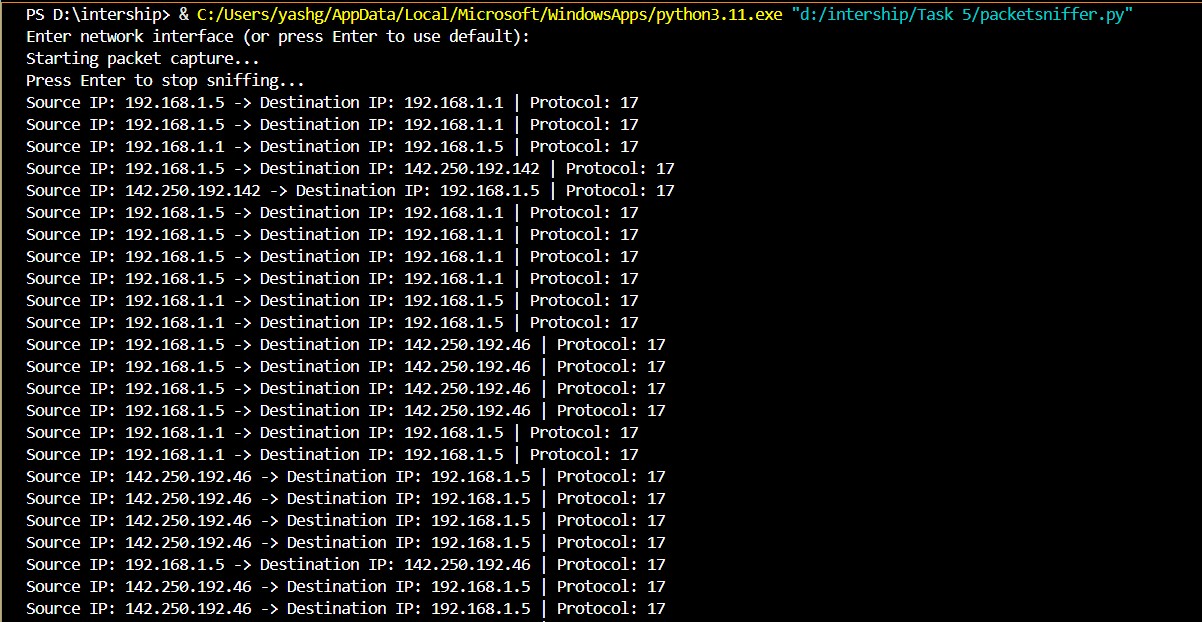 PS D:\intership> & C:/Users/yashg/AppData/Local/Microsoft/WindowsApps/python3.11.exe "d:/intership/Task 5/packetsniffer.py"
Enter network interface (or press Enter to use default):
Starting packet capture...
Press Enter to stop sniffing...
Source IP: 192.168.1.5 -> Destination IP: 192.168.1.1 | Protocol: 17
Source IP: 192.168.1.5 -> Destination IP: 192.168.1.1 | Protocol: 17
Source IP: 192.168.1.1 -> Destination IP: 192.168.1.5 | Protocol: 17
Source IP: 192.168.1.5 -> Destination IP: 142.250.192.142 | Protocol: 17
Source IP: 142.250.192.142 -> Destination IP: 192.168.1.5 | Protocol: 17
Source IP: 192.168.1.5 -> Destination IP: 192.168.1.1 | Protocol: 17
Source IP: 192.168.1.5 -> Destination IP: 192.168.1.1 | Protocol: 17
Source IP: 192.168.1.5 -> Destination IP: 192.168.1.1 | Protocol: 17
Source IP: 192.168.1.5 -> Destination IP: 192.168.1.1 | Protocol: 17
Source IP: 192.168.1.1 -> Destination IP: 192.168.1.5 | Protocol: 17
Source IP: 192.168.1.1 -> Destination IP: 192.168.1.5 | Protocol: 17
Source IP: 192.168.1.5 -> Destination IP: 142.250.192.46 | Protocol: 17
Source IP: 192.168.1.5 -> Destination IP: 142.250.192.46 | Protocol: 17
Source IP: 192.168.1.5 -> Destination IP: 142.250.192.46 | Protocol: 17
Source IP: 192.168.1.5 -> Destination IP: 142.250.192.46 | Protocol: 17
Source IP: 192.168.1.1 -> Destination IP: 192.168.1.5 | Protocol: 17
Source IP: 192.168.1.1 -> Destination IP: 192.168.1.5 | Protocol: 17
Source IP: 142.250.192.46 -> Destination IP: 192.168.1.5 | Protocol: 17
Source IP: 142.250.192.46 -> Destination IP: 192.168.1.5 | Protocol: 17
Source IP: 142.250.192.46 -> Destination IP: 192.168.1.5 | Protocol: 17
Source IP: 142.250.192.46 -> Destination IP: 192.168.1.5 | Protocol: 17
Source IP: 192.168.1.5 -> Destination IP: 142.250.192.46 | Protocol: 17
Source IP: 142.250.192.46 -> Destination IP: 192.168.1.5 | Protocol: 17
Source IP: 142.250.192.46 -> Destination IP: 192.168.1.5 | Protocol: 17